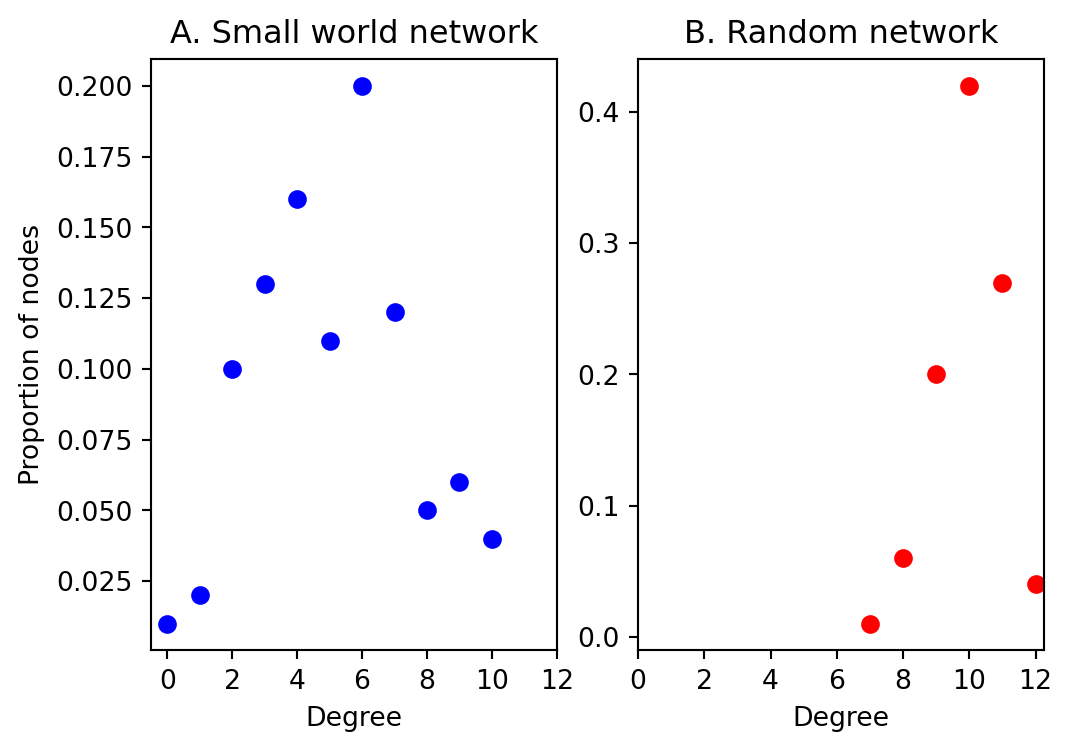 A. Small world network
B. Random network
Proportion of nodes
0.200
0.175
0.150
0.125
0.100
0.075
0.050
0.025
0 2 4 6 8 10 12
Degree
0.4
0.3
0.2
0.1
0.0
0 2 4 6 8 10 12
Degree